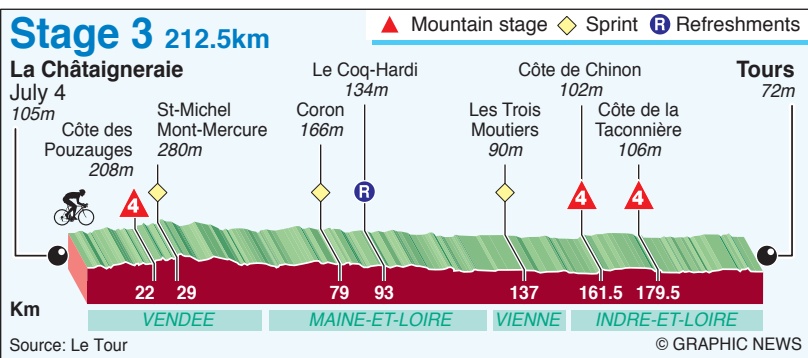 Stage 3 212.5km
Mountain stage Sprint R Refreshments
La Châtaigneraie
July 4
105m
Côte des
Pouzauges
208m
St-Michel
Mont-Mercure
280m
Coron
166m
Le Coq-Hardi
134m
Les Trois
Moutiers
90m
Côte de Chinon
102m
Côte de la
Taconnière
106m
Tours
72m
4 R 4 4
22 29 79 93 137 161.5 179.5
Km
VENDEE MAINE-ET-LOIRE VIENNE INDRE-ET-LOIRE
Source: Le Tour © GRAPHIC NEWS